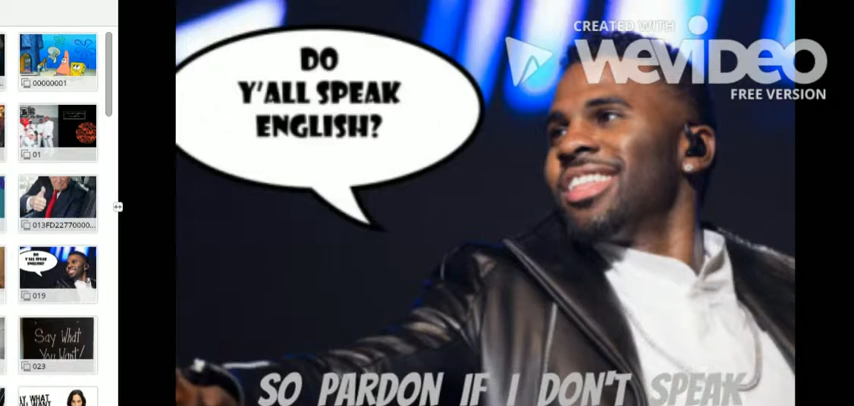 CREATED WITH
WEVIDEO
FREE VERSION
DO
Y'ALL SPEAK
ENGLISH?
00000001
01
013FD22770000...
019
Say What
You Want!
023
SO PARDON IF I DON'T SPEAK